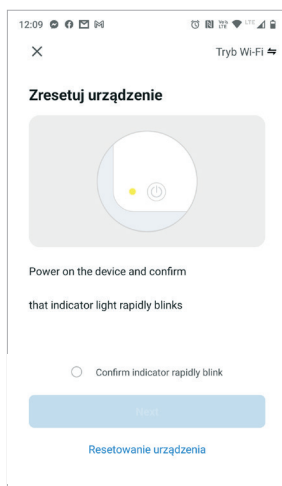 12:09
Tryb Wi-Fi
Zresetuj urządzenie
Power on the device and confirm
that indicator light rapidly blinks
Confirm indicator rapidly blink
Next
Resetowanie urządzenia